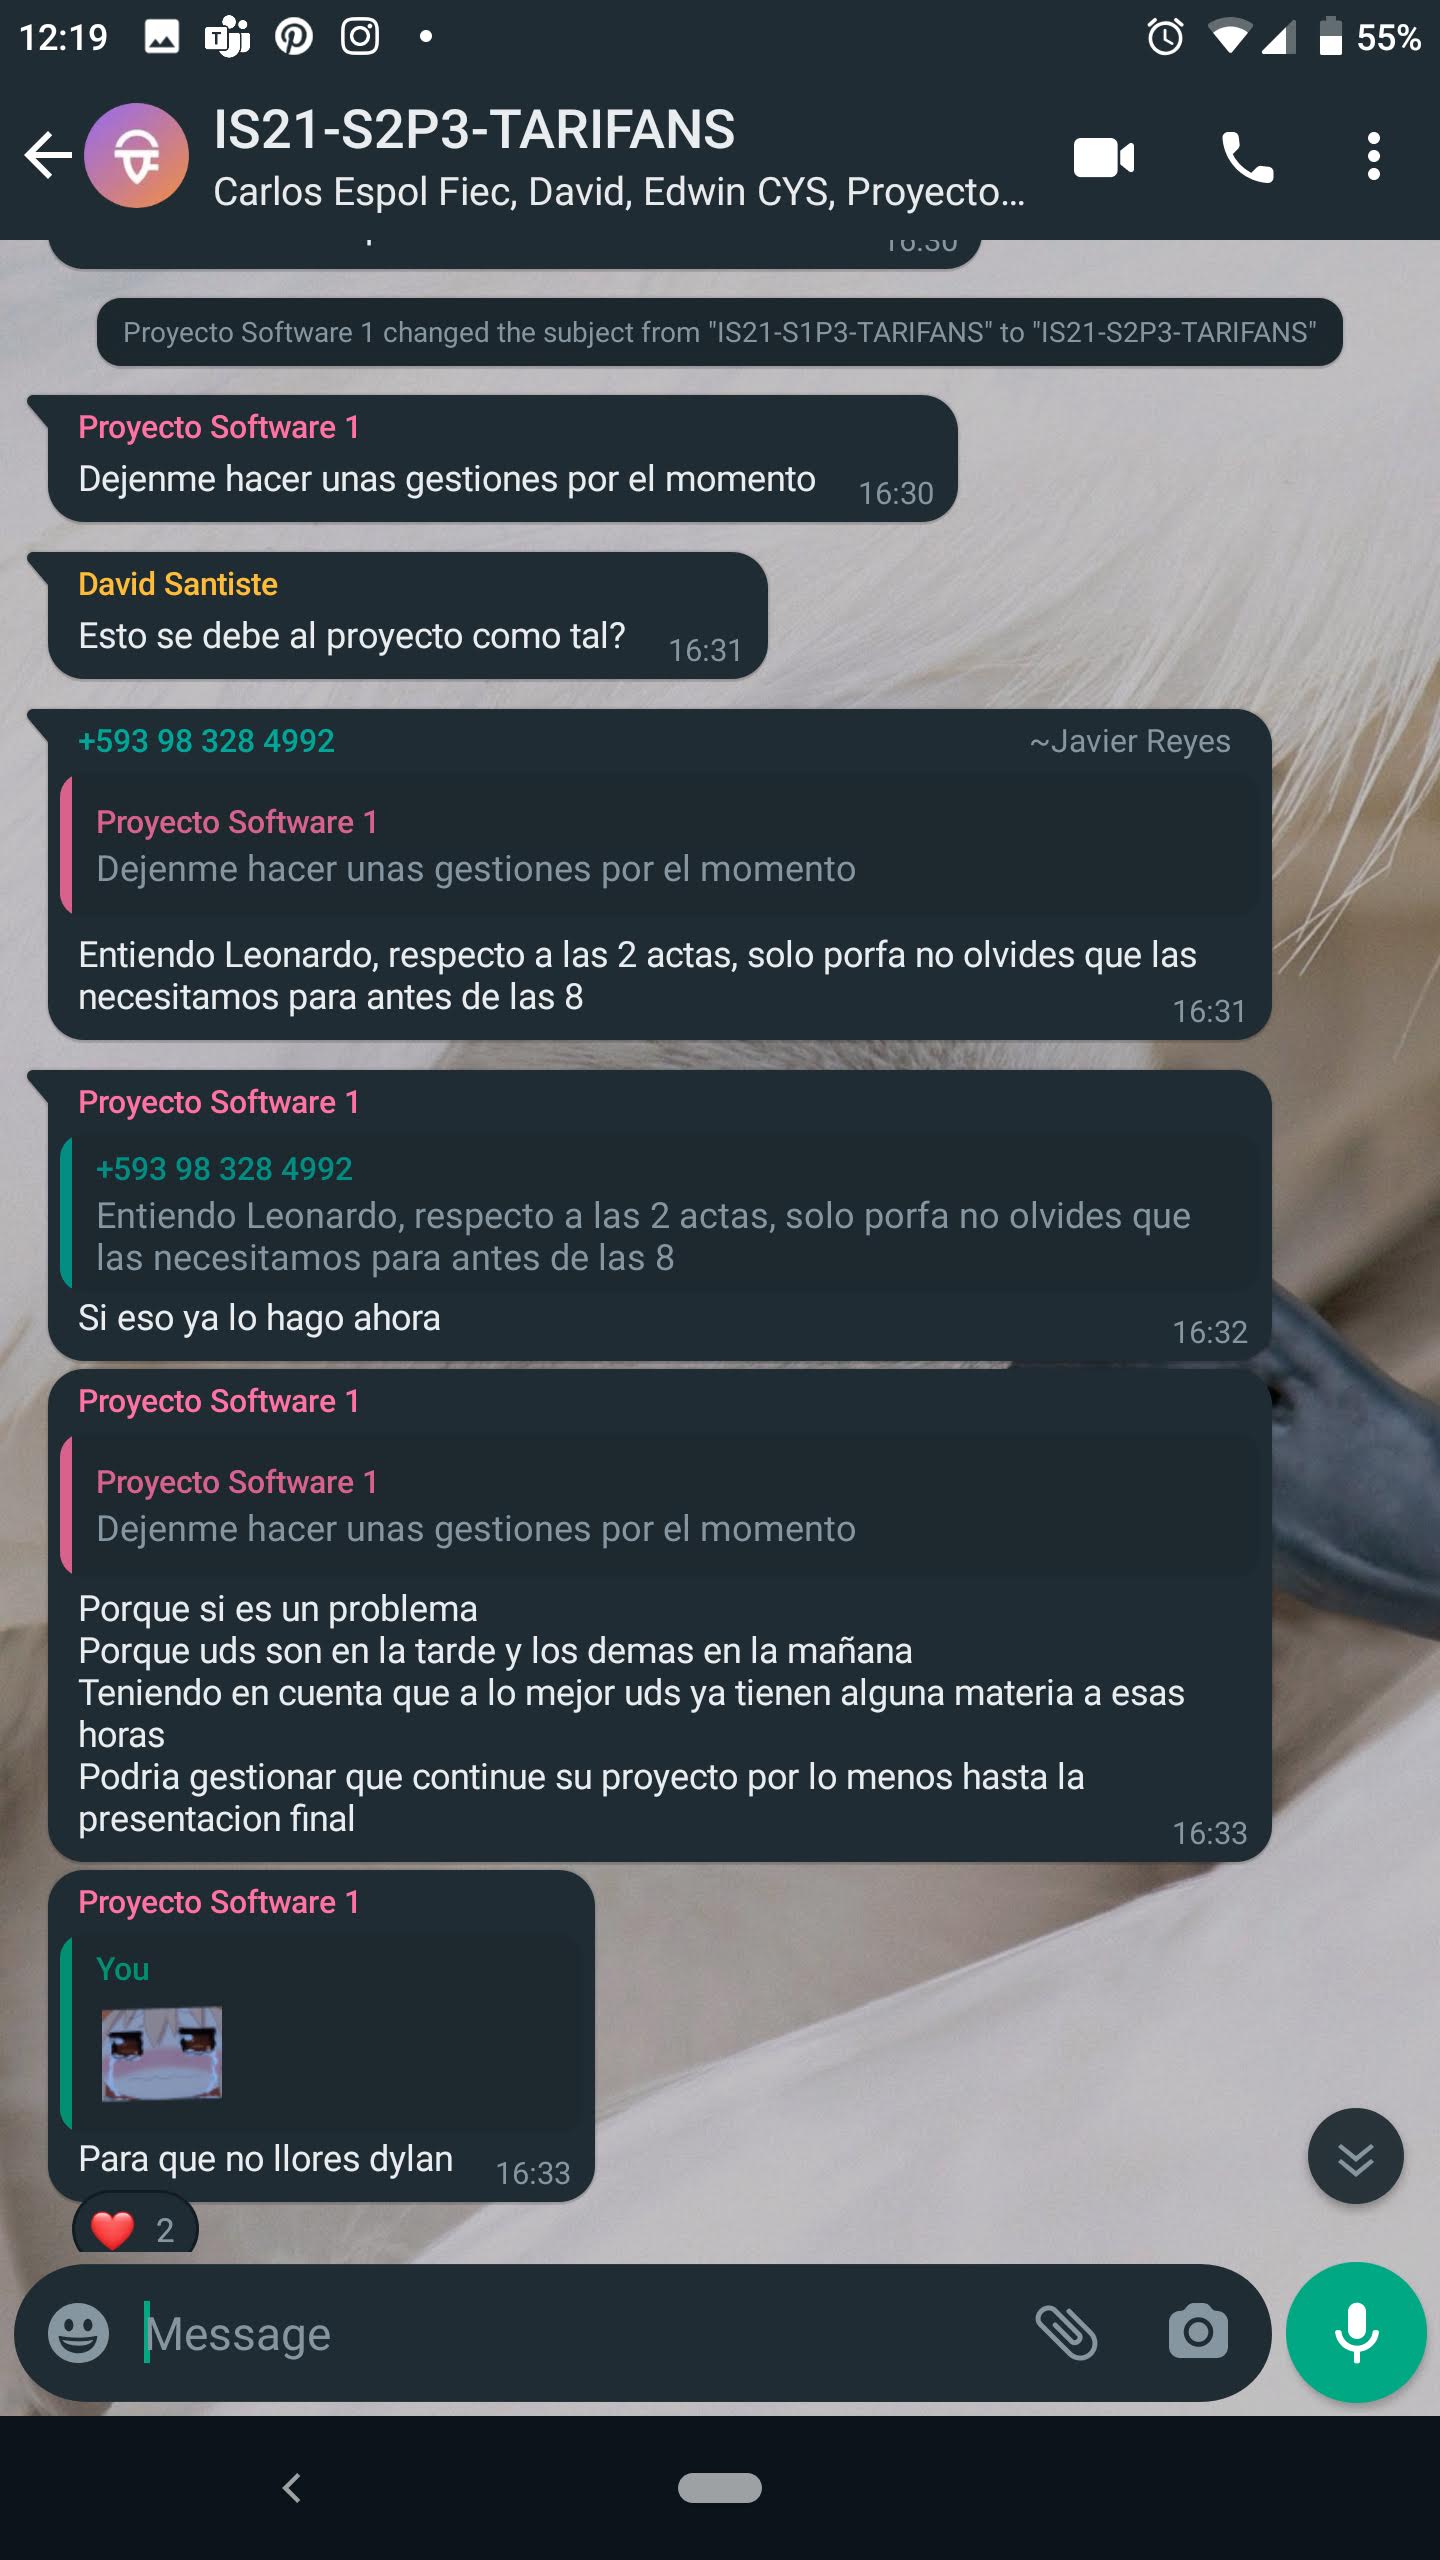 12:19
55%
IS21-S2P3-TARIFANS
Carlos Espol Fiec, David, Edwin CYS, Proyecto...
16:30
Proyecto Software 1 changed the subject from "IS21-S1P3-TARIFANS" to "IS21-S2P3-TARIFANS"
Proyecto Software 1
Dejenme hacer unas gestiones por el momento
16:30
David Santiste
Esto se debe al proyecto como tal?
16:31
+593 98 328 4992 ~Javier Reyes
Proyecto Software 1
Dejenme hacer unas gestiones por el momento
Entiendo Leonardo, respecto a las 2 actas, solo porfa no olvides que las
necesitamos para antes de las 8
16:31
Proyecto Software 1
+593 98 328 4992
Entiendo Leonardo, respecto a las 2 actas, solo porfa no olvides que
las necesitamos para antes de las 8
Si eso ya lo hago ahora
16:32
Proyecto Software 1
Proyecto Software 1
Dejenme hacer unas gestiones por el momento
Porque si es un problema
Porque uds son en la tarde y los demas en la mañana
Teniendo en cuenta que a lo mejor uds ya tienen alguna materia a esas
horas
Podria gestionar que continue su proyecto por lo menos hasta la
presentacion final
16:33
Proyecto Software 1
You
Para que no llores dylan
16:33
2
Message